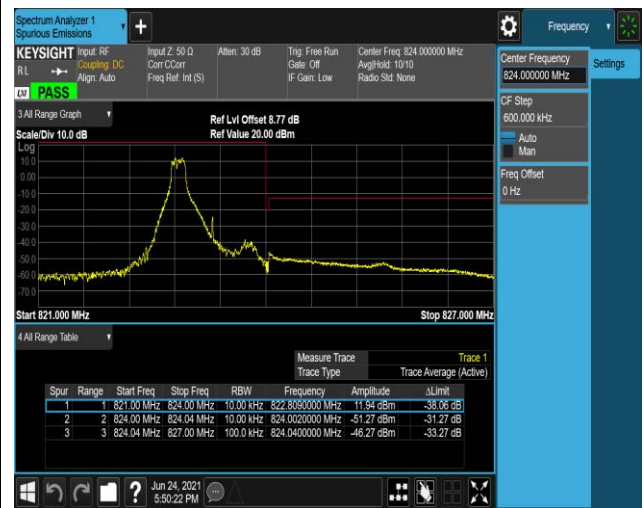 Spectrum Analyzer 1
Spurious Emissions
+
Frequency
KEYSIGHT
RL
Input: RF
Coupling: DC
Align: Auto
Input Z: 50 Ω
Corr CCorr
Freq Ref: Int (S)
Atten: 30 dB
Trig: Free Run
Gate: Off
IF Gain: Low
Center Freq: 824.000000 MHz
Avg|Hold: 10/10
Radio Std: None
LXI
PASS
Center Frequency
824.000000 MHz
Settings
CF Step
600.000 kHz
Auto
Man
Freq Offset
0 Hz
3 All Range Graph
Scale/Div 10.0 dB
Ref Lvl Offset 8.77 dB
Ref Value 20.00 dBm
Log
10.0
0.00
-10.0
-20.0
-30.0
-40.0
-50.0
-60.0
-70.0
Start 821.000 MHz
Stop 827.000 MHz
4 All Range Table
Measure Trace Trace 1
Trace Type Trace Average (Active)
Spur Range Start Freq Stop Freq RBW Frequency Amplitude ΔLimit
1 1 821.00 MHz 824.00 MHz 10.00 kHz 822.8090000 MHz 11.94 dBm -38.06 dB
2 2 824.00 MHz 824.04 MHz 10.00 kHz 824.0020000 MHz -51.27 dBm -31.27 dB
3 3 824.04 MHz 827.00 MHz 100.0 kHz 824.0400000 MHz -46.27 dBm -33.27 dB
?
Jun 24, 2021
5:50:22 PM